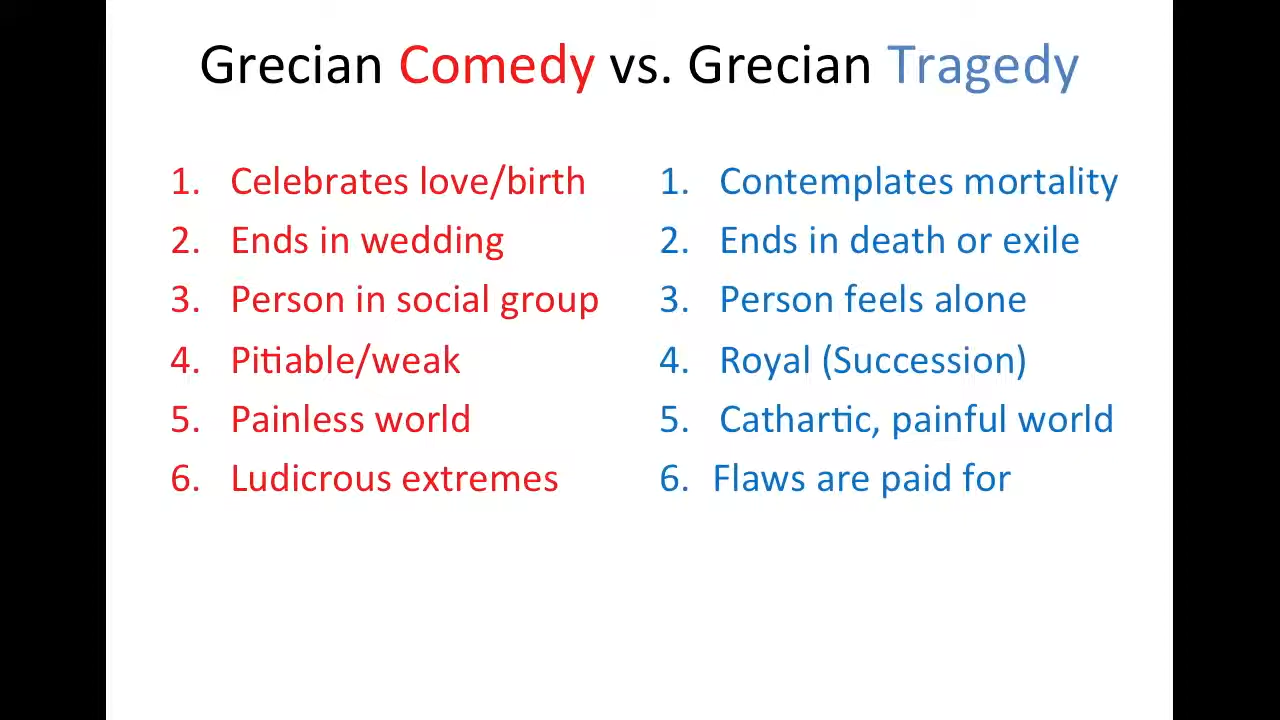 Grecian Comedy vs. Grecian Tragedy
1. Celebrates love/birth
2. Ends in wedding
3. Person in social group
4. Pitiable/weak
5. Painless world
6. Ludicrous extremes
1. Contemplates mortality
2. Ends in death or exile
3. Person feels alone
4. Royal (Succession)
5. Cathartic, painful world
6. Flaws are paid for